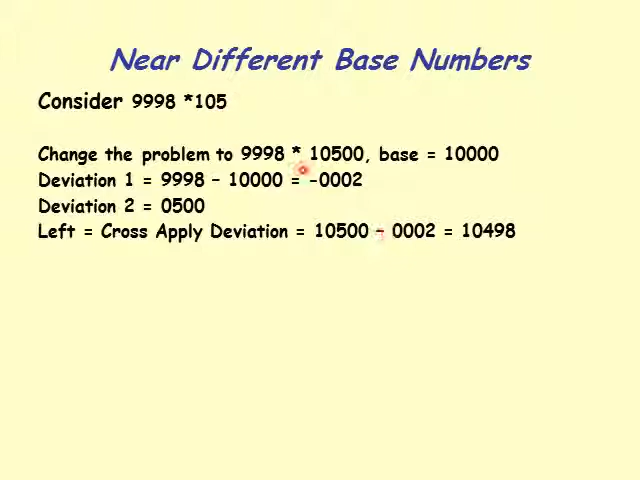 Near Different Base Numbers
Consider 9998 *105
Change the problem to 9998 * 10500, base = 10000
Deviation 1 = 9998 – 10000 = -0002
Deviation 2 = 0500
Left = Cross Apply Deviation = 10500 – 0002 = 10498